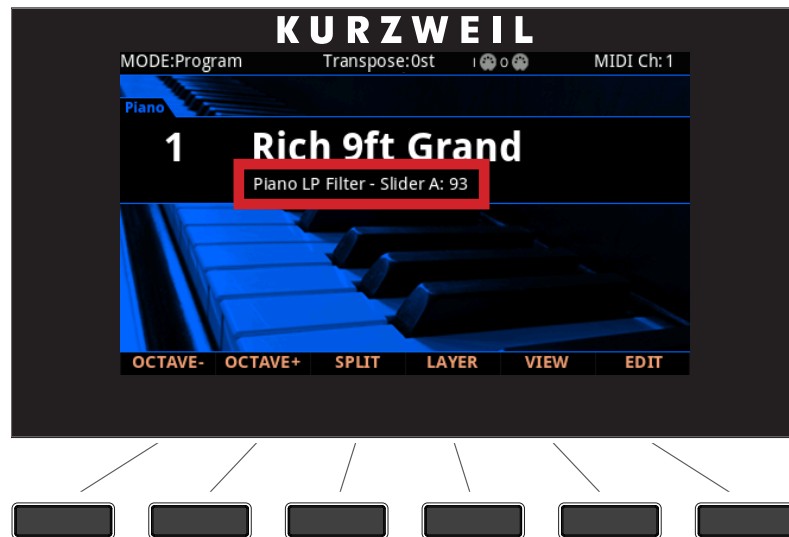 KURZWEIL
MODE:Program Transpose:0st I O MIDI Ch:1
Piano
1 Rich 9ft Grand
Piano LP Filter - Slider A: 93
OCTAVE- OCTAVE+ SPLIT LAYER VIEW EDIT